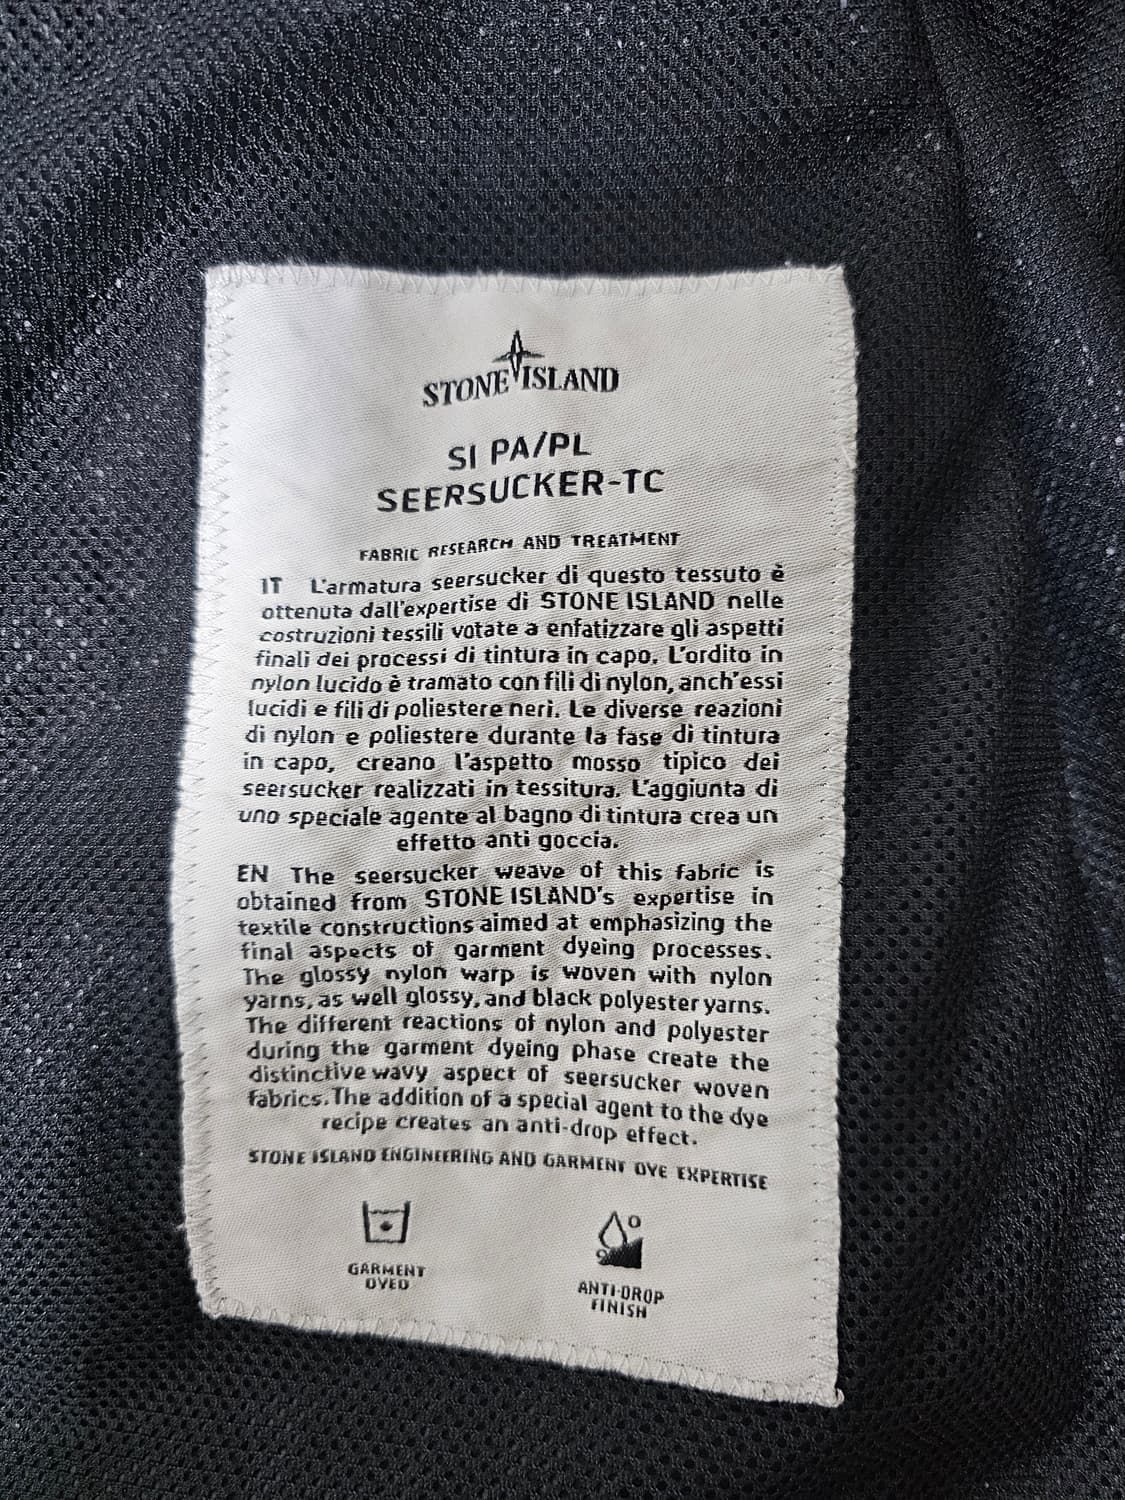 STONE ISLAND
SI PA/PL
SEERSUCKER-TC
FABRIC RESEARCH AND TREATMENT
IT L'armatura seersucker di questo tessuto è
ottenuta dall'expertise di STONE ISLAND nelle
costruzioni tessili votate a enfatizzare gli aspetti
finali dei processi di tintura in capo. L'ordito in
nylon lucido è tramato con fili di nylon, anch'essi
lucidi e fili di poliestere neri. Le diverse reazioni
di nylon e poliestere durante la fase di tintura
in capo, creano l'aspetto mosso tipico dei
seersucker realizzati in tessitura. L'aggiunta di
uno speciale agente al bagno di tintura crea un
effetto anti goccia.
EN The seersucker weave of this fabric is
obtained from STONE ISLAND's expertise in
textile constructions aimed at emphasizing the
final aspects of garment dyeing processes.
The glossy nylon warp is woven with nylon
yarns, as well glossy, and black polyester yarns.
The different reactions of nylon and polyester
during the garment dyeing phase create the
distinctive wavy aspect of seersucker woven
fabrics. The addition of a special agent to the dye
recipe creates an anti-drop effect.
STONE ISLAND ENGINEERING AND GARMENT DYE EXPERTISE
GARMENT
DYED
ANTI-DROP
FINISH